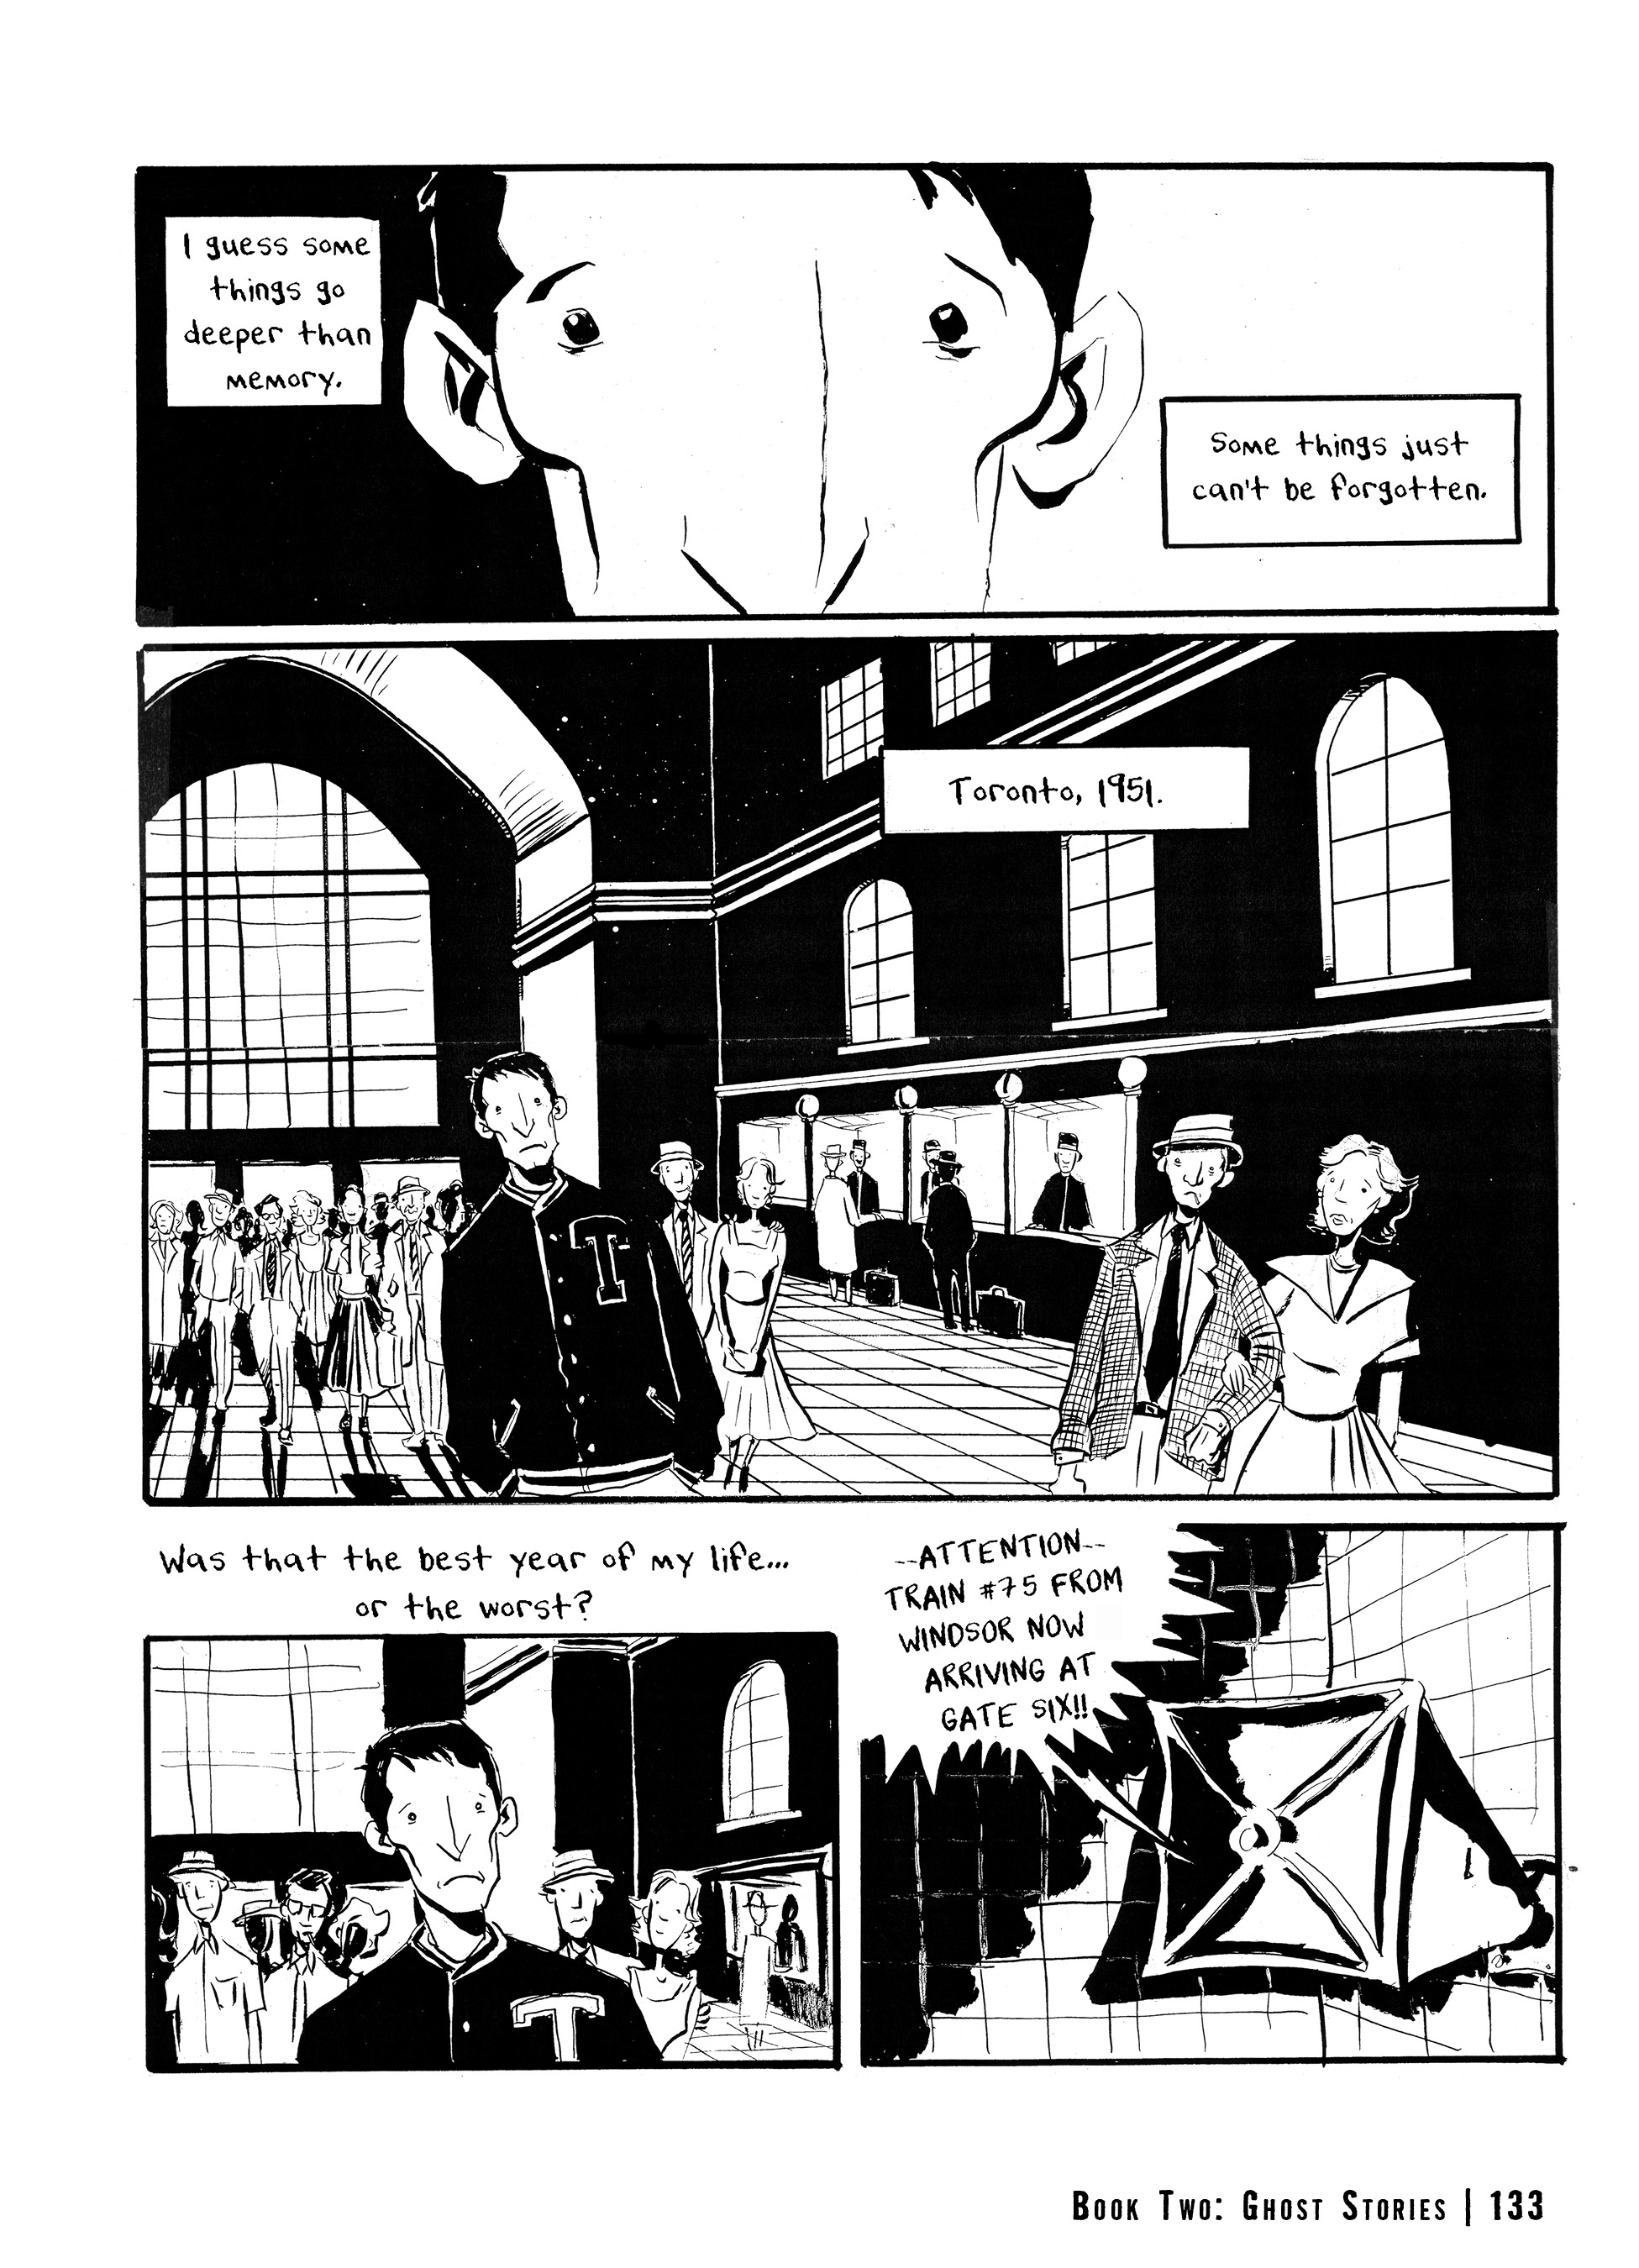 I guess some
things go
deeper than
memory.
Some things just
can't be forgotten.
Toronto, 1951.
T
Was that the best year of my life...
or the worst?
T
--ATTENTION--
TRAIN #75 FROM
WINDSOR NOW
ARRIVING AT
GATE SIX!!
Book Two: Ghost Stories | 133